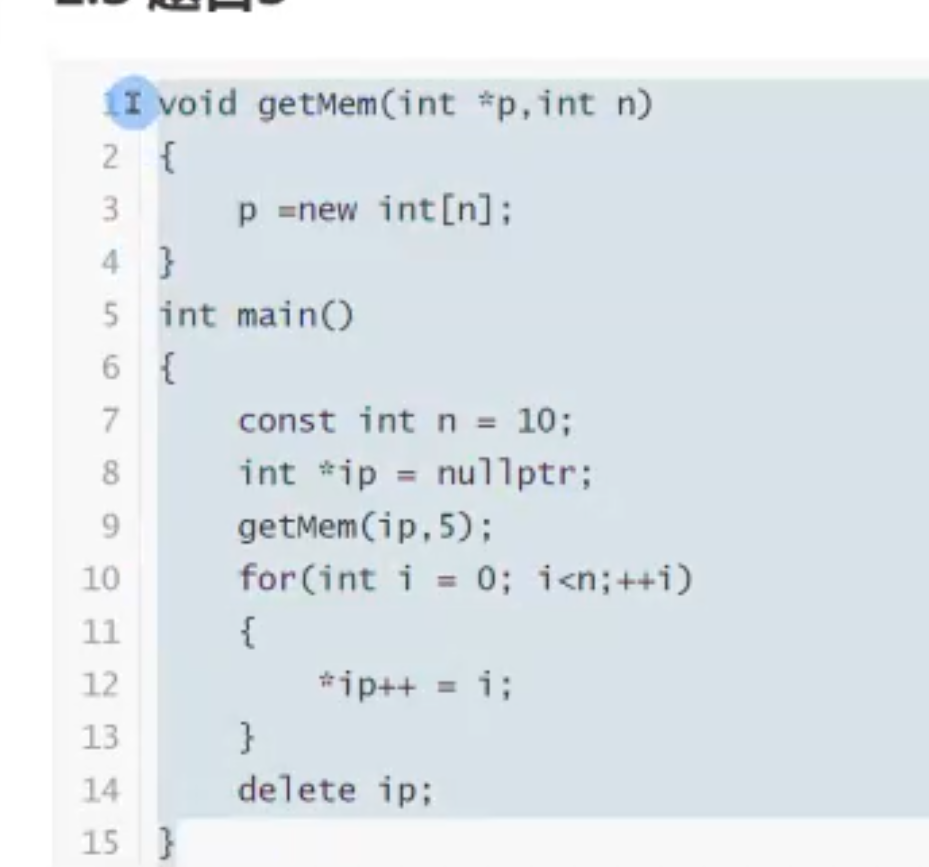 1 void getMem(int *p,int n)
2 {
3     p =new int[n];
4 }
5 int main()
6 {
7     const int n = 10;
8     int *ip = nullptr;
9     getMem(ip,5);
10     for(int i = 0; i<n;++i)
11     {
12         *ip++ = i;
13     }
14     delete ip;
15 }